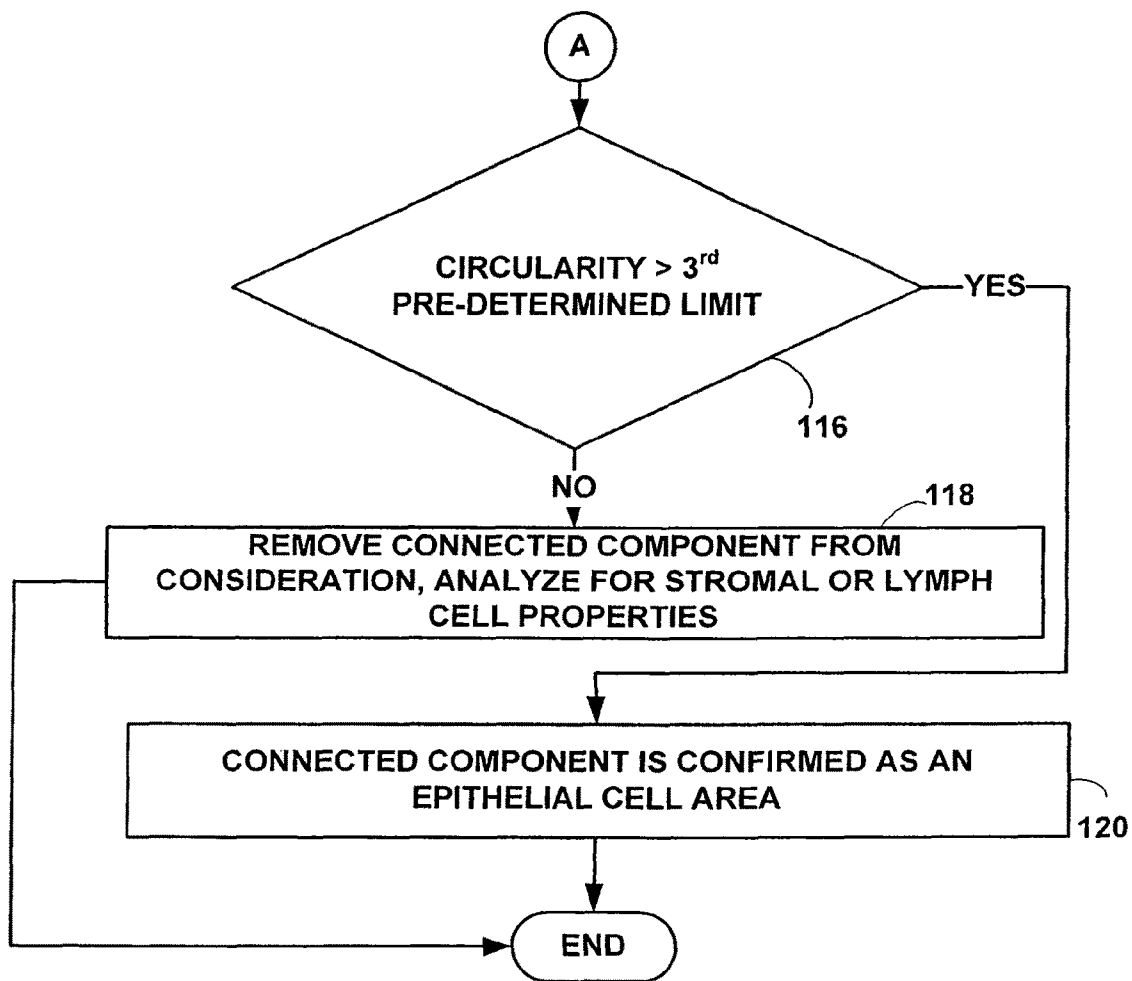 A
CIRCULARITY > 3rd
PRE-DETERMINED LIMIT
YES
116
NO
118
REMOVE CONNECTED COMPONENT FROM
CONSIDERATION, ANALYZE FOR STROMAL OR LYMPH
CELL PROPERTIES
CONNECTED COMPONENT IS CONFIRMED AS AN
EPITHELIAL CELL AREA
120
END